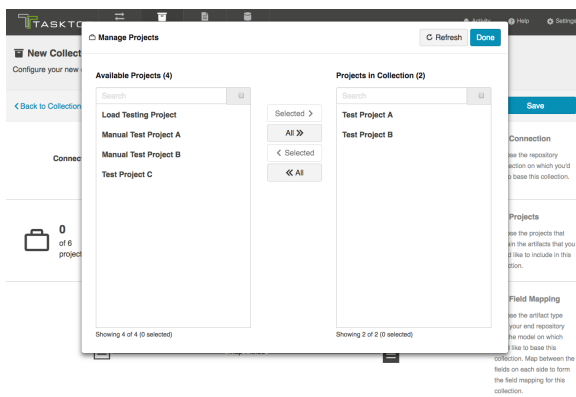 TASKTO
Activity
Help
Settings
New Collect
Configure your new
Manage Projects
Refresh
Done
Back to Collection
Save
Available Projects (4)
Projects in Collection (2)
Search
Search
Load Testing Project
Manual Test Project A
Manual Test Project B
Test Project C
Selected >
All »
< Selected
« All
Test Project A
Test Project B
Showing 4 of 4 (0 selected)
Showing 2 of 2 (0 selected)
Connec
0
of 6
project
Connection
se the repository
ection on which you'd
o base this collection.
Projects
se the projects that
in the artifacts that you
d like to include in this
ction.
Field Mapping
se the artifact type
your end repository
he model on which
like to base this
collection. Map between the
fields on each side to form
the field mapping for this
collection.